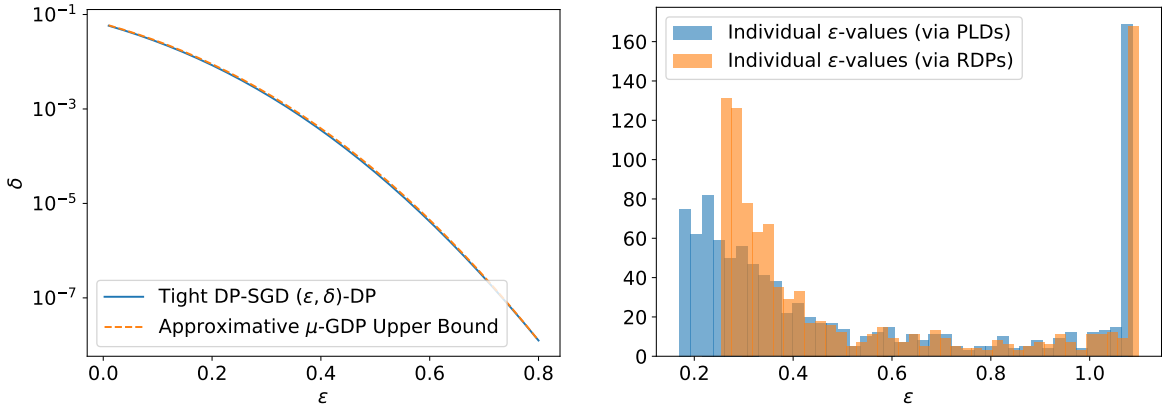 10⁻¹
10⁻³
10⁻⁵
10⁻⁷
δ
0.0 0.2 0.4 0.6 0.8
ε
Tight DP-SGD (ε, δ)-DP
Approximative μ-GDP Upper Bound
160
140
120
100
80
60
40
20
0
0.2 0.4 0.6 0.8 1.0
ε
Individual ε-values (via PLDs)
Individual ε-values (via RDPs)